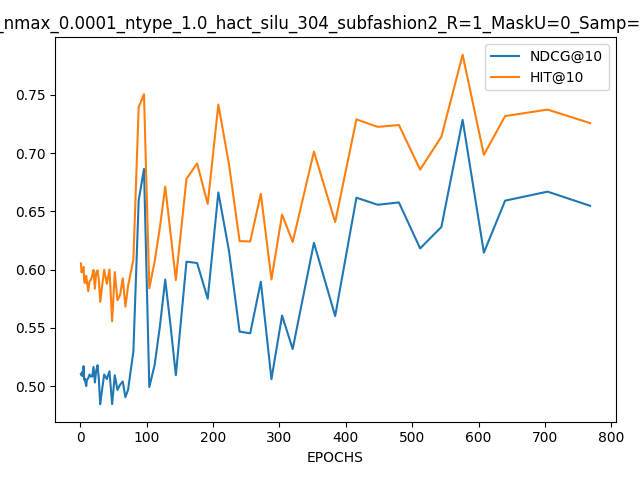 _nmax_0.0001_ntype_1.0_hact_silu_304_subfashion2_R=1_MaskU=0_Samp=
NDCG@10
HIT@10
0.75
0.70
0.65
0.60
0.55
0.50
0 100 200 300 400 500 600 700 800
EPOCHS